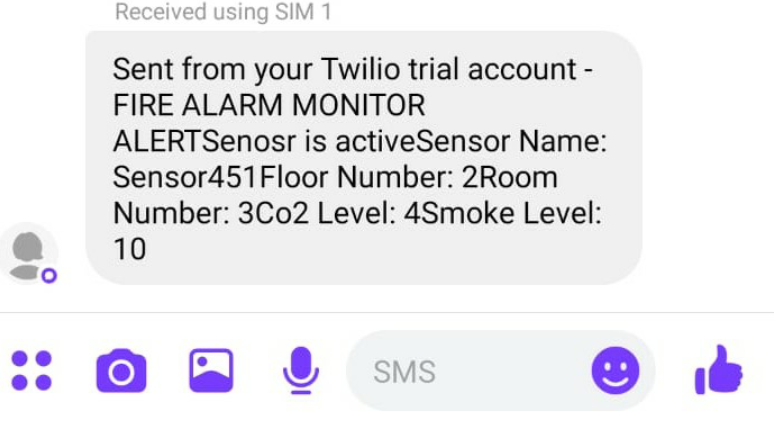 Received using SIM 1
Sent from your Twilio trial account -
FIRE ALARM MONITOR
ALERTSenosr is activeSensor Name:
Sensor451Floor Number: 2Room
Number: 3Co2 Level: 4Smoke Level:
10
SMS